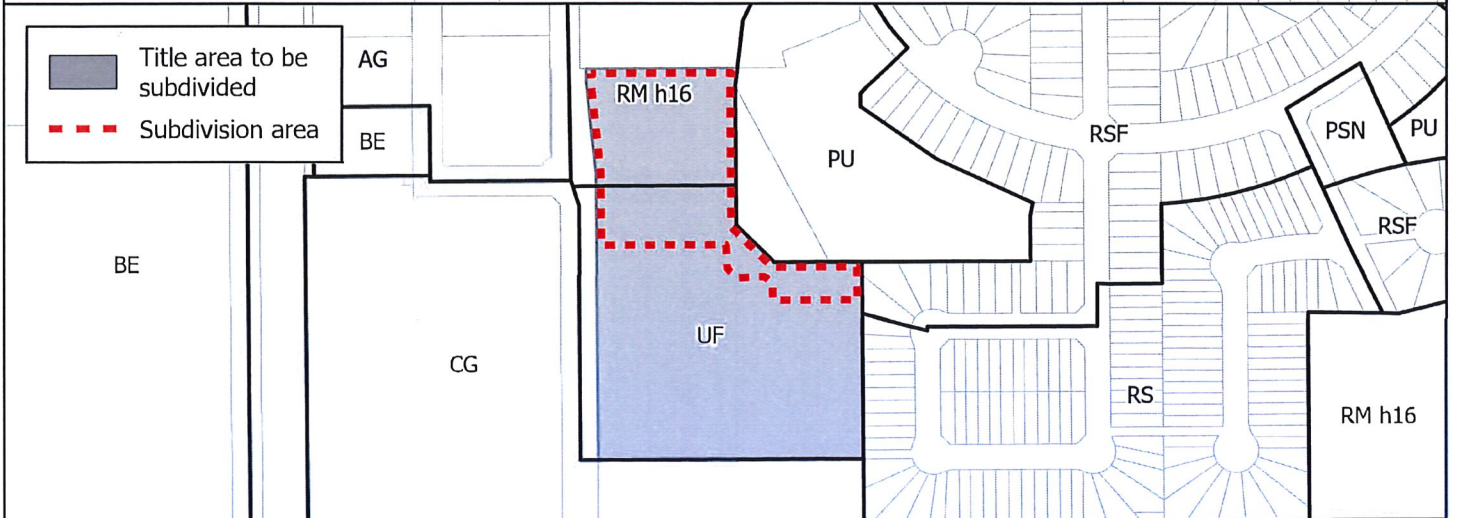 Title area to be
subdivided
Subdivision area
AG
BE
RM h16
PU
RSF
PSN
PU
RSF
BE
CG
UF
RS
RM h16